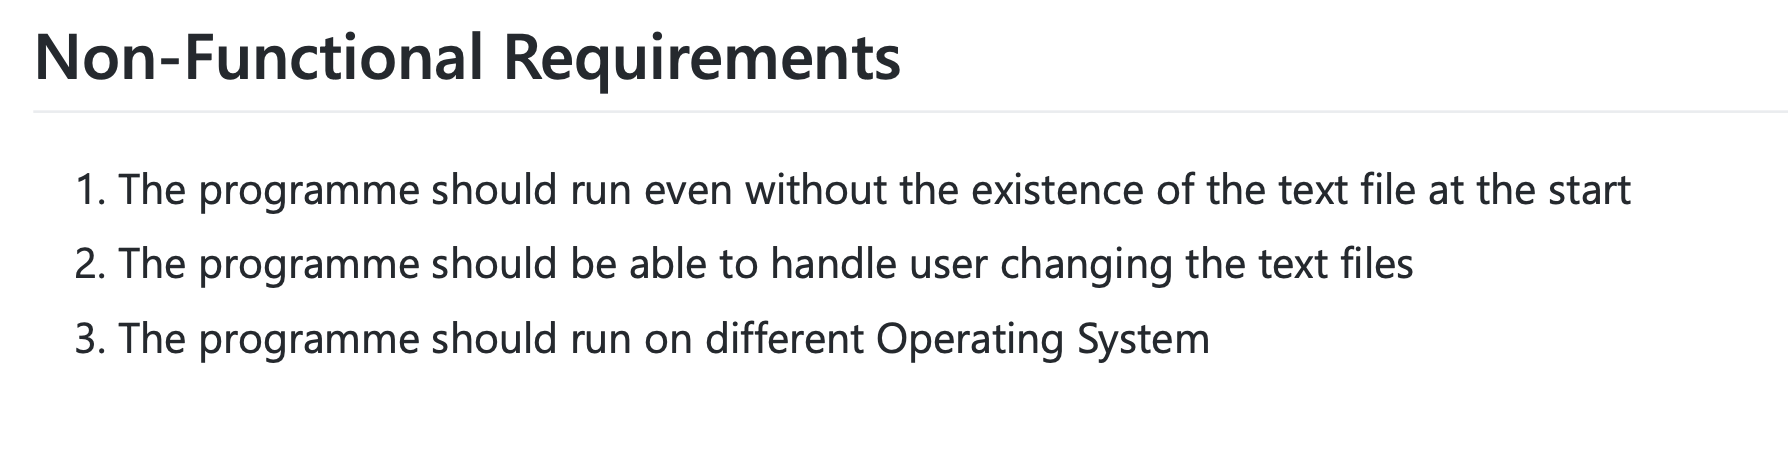 Non-Functional Requirements
1. The programme should run even without the existence of the text file at the start
2. The programme should be able to handle user changing the text files
3. The programme should run on different Operating System